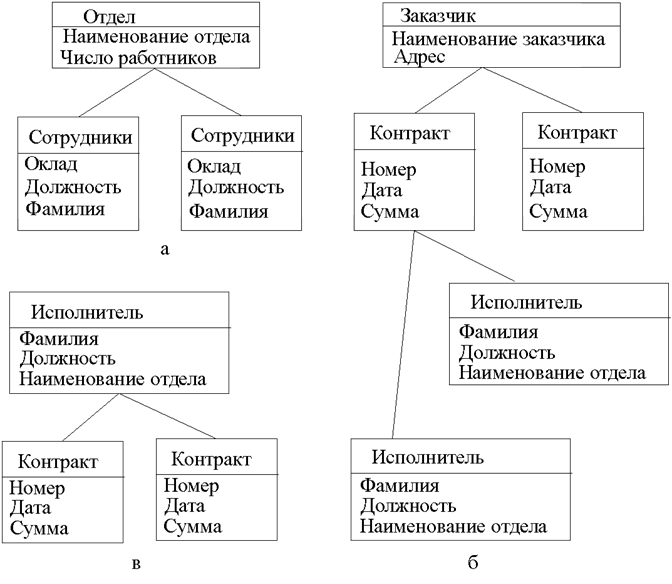 Отдел
Наименование отдела
Число работников
Сотрудники
Оклад
Должность
Фамилия
Сотрудники
Оклад
Должность
Фамилия
а
Заказчик
Наименование заказчика
Адрес
Контракт
Номер
Дата
Сумма
Контракт
Номер
Дата
Сумма
Исполнитель
Фамилия
Должность
Наименование отдела
Исполнитель
Фамилия
Должность
Наименование отдела
б
Исполнитель
Фамилия
Должность
Наименование отдела
Контракт
Номер
Дата
Сумма
Контракт
Номер
Дата
Сумма
в